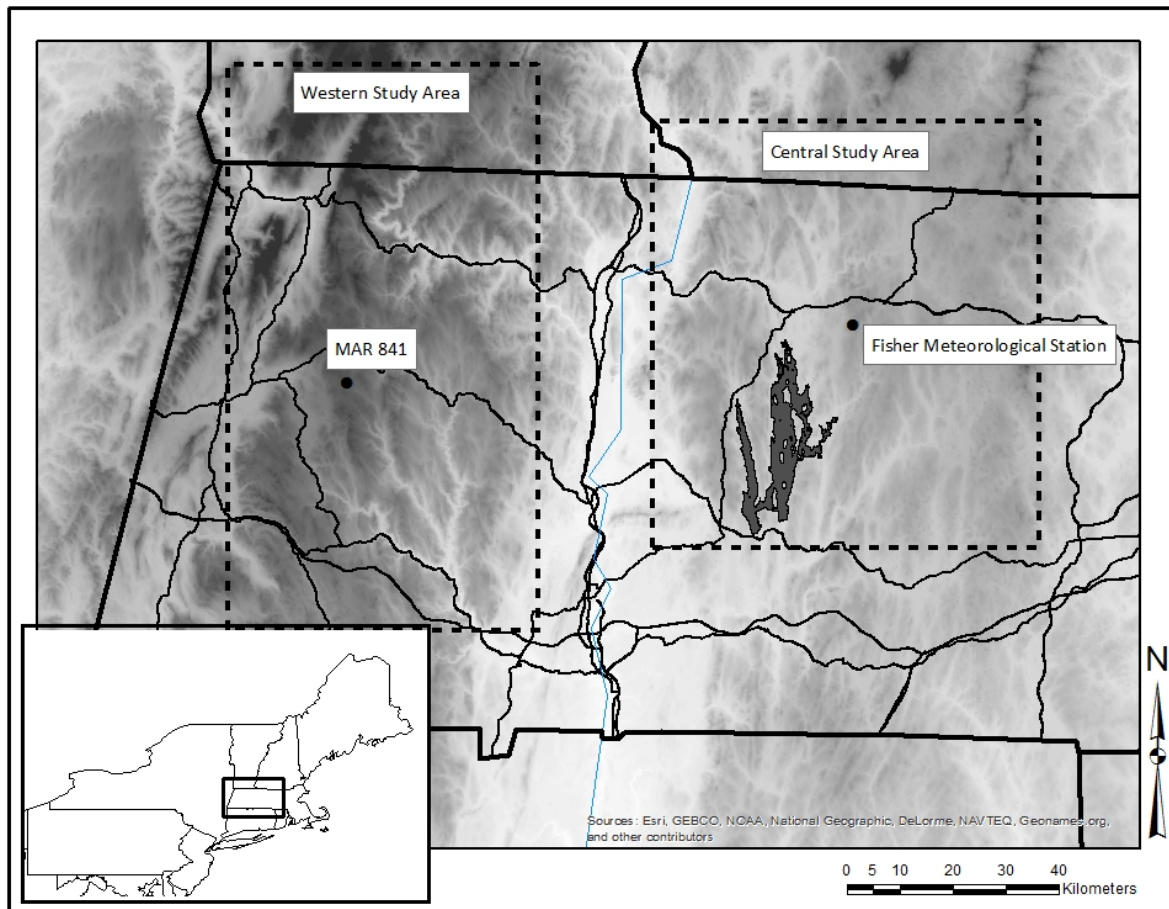 Western Study Area
Central Study Area
MAR 841
Fisher Meteorological Station
N
Sources: Esri, GEBCO, NOAA, National Geographic, DeLorme, NAVTEQ, Geonames.org,
and other contributors
0 5 10 20 30 40
Kilometers